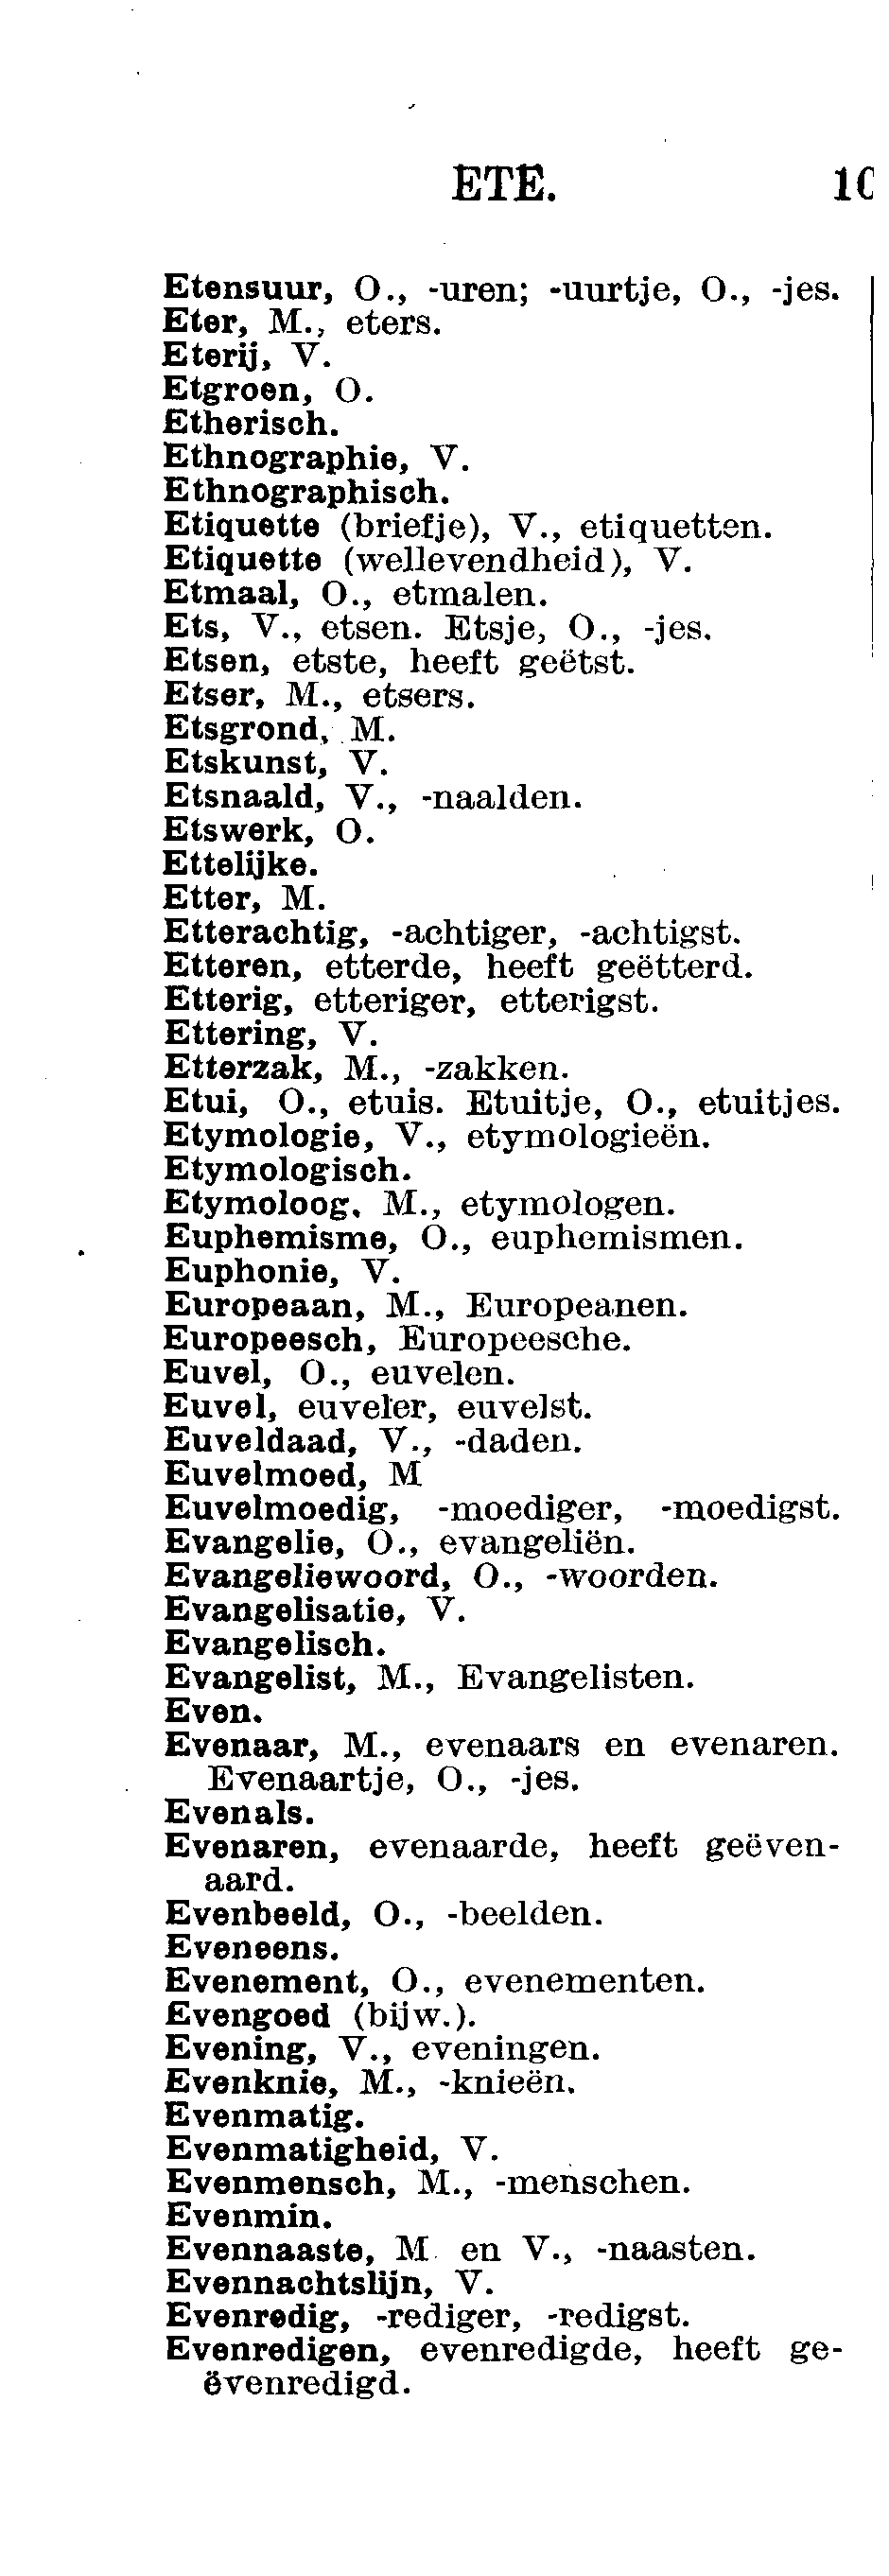 ETE.
Etensuur, O., -uren; -uurtje, O., -jes.
Eter, M., eters.
Eterij, V.
Etgroen, O.
Etherisch.
Ethnographie, V.
Ethnographisch.
Etiquette (briefje), V., etiquetten.
Etiquette (wellevendheid), V.
Etmaal, O., etmalen.
Ets, V., etsen. Etsje, O., -jes.
Etsen, etste, heeft geëtst.
Etser, M., etsers.
Etsgrond, M.
Etskunst, V.
Etsnaald, V., -naalden.
Etswerk, O.
Ettelijke.
Etter, M.
Etterachtig, -achtiger, -achtigst.
Etteren, etterde, heeft geëtterd.
Etterig, etteriger, etterigst.
Ettering, V.
Etterzak, M., -zakken.
Etui, O., etuis. Etuitje, O., etuitjes.
Etymologie, V., etymologieën.
Etymologisch.
Etymoloog, M., etymologen.
Euphemisme, O., euphemismen.
Euphonie, V.
Europeaan, M., Europeanen.
Europeesch, Europeesche.
Euvel, O., euvelen.
Euvel, euveler, euvelst.
Euveldaad, V., -daden.
Euvelmoed, M
Euvelmoedig, -moediger, -moedigst.
Evangelie, O., evangeliën.
Evangeliewoord, O., -woorden.
Evangelisatie, V.
Evangelisch.
Evangelist, M., Evangelisten.
Even.
Evenaar, M., evenaars en evenaren.
Evenaartje, O., -jes.
Evenals.
Evenaren, evenaarde, heeft geëven-
aard.
Evenbeeld, O., -beelden.
Eveneens.
Evenement, O., evenementen.
Evengoed (bijw.).
Evening, V., eveningen.
Evenknie, M., -knieën.
Evenmatig.
Evenmatigheid, V.
Evenmensch, M., -menschen.
Evenmin.
Evennaaste, M en V., -naasten.
Evennachtslijn, V.
Evenredig, -rediger, -redigst.
Evenredigen, evenredigde, heeft ge-
ëvenredigd.